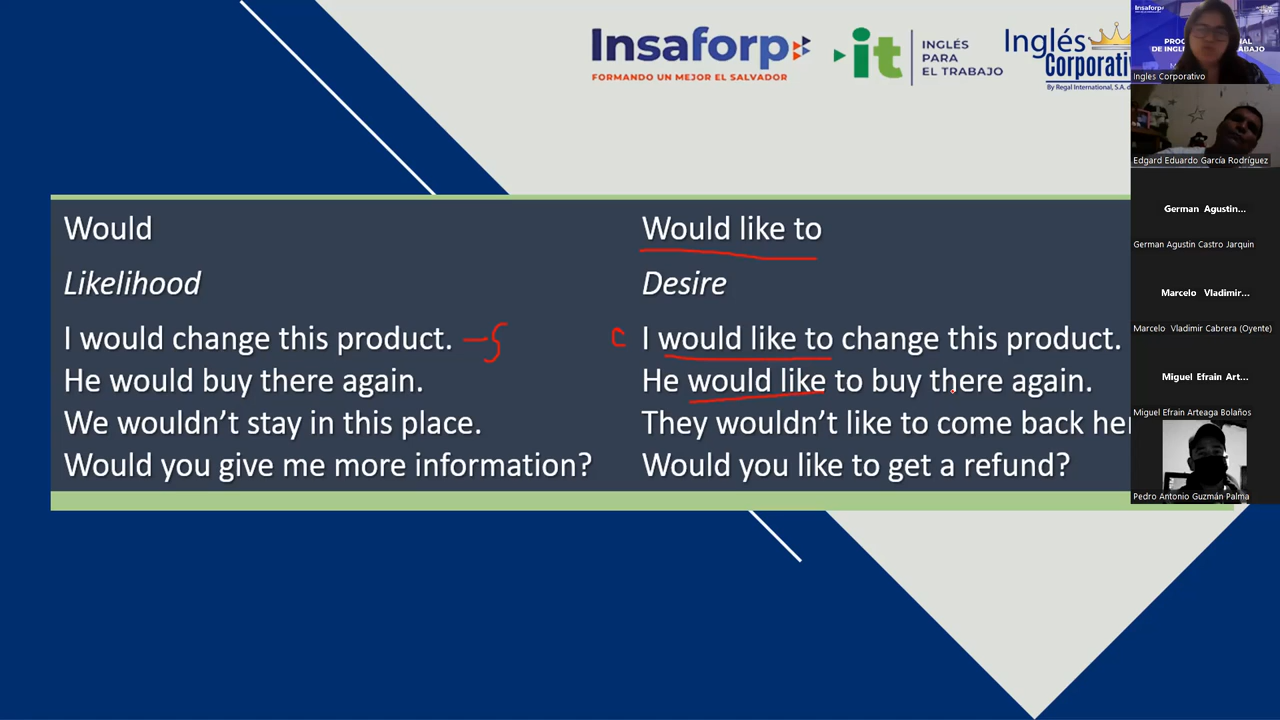 Insaforp
FORMANDO UN MEJOR EL SALVADOR
it
INGLÉS
PARA
EL TRABAJO
Inglés
Corporativ
By Regal International, S.A. d
Would
Likelihood
I would change this product.
He would buy there again.
We wouldn't stay in this place.
Would you give me more information?
Would like to
Desire
I would like to change this product.
He would like to buy there again.
They wouldn't like to come back her
Would you like to get a refund?
Insaforp
Ingles Corporativo
Edgard Eduardo García Rodríguez
German Agustin...
German Agustin Castro Jarquin
Marcelo Vladimir...
Marcelo Vladimir Cabrera (Oyente)
Miguel Efrain Art...
Miguel Efrain Arteaga Bolaños
Pedro Antonio Guzmán Palma